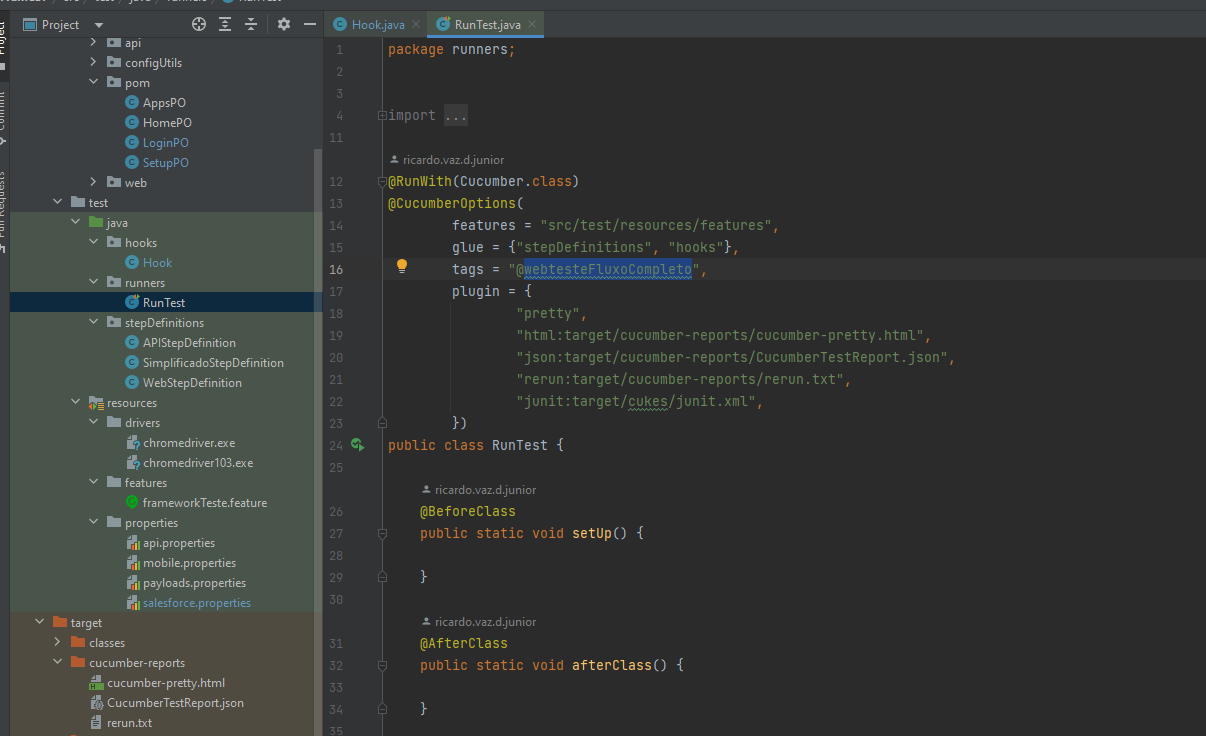 Project
Hook.java
RunTest.java
api
configUtils
pom
AppsPO
HomePO
LoginPO
SetupPO
web
test
java
hooks
Hook
runners
RunTest
stepDefinitions
APIStepDefinition
SimplificadoStepDefinition
WebStepDefinition
resources
drivers
chromedriver.exe
chromedriver103.exe
features
frameworkTeste.feature
properties
api.properties
mobile.properties
payloads.properties
salesforce.properties
target
classes
cucumber-reports
cucumber-pretty.html
CucumberTestReport.json
rerun.txt
1 package runners;
2
3
4 import ...
11
ricardo.vaz.d.junior
12 @RunWith(Cucumber.class)
13 @CucumberOptions(
14 features = "src/test/resources/features",
15 glue = {"stepDefinitions", "hooks"},
16 tags = "@webtesteFluxoCompleto",
17 plugin = {
18 "pretty",
19 "html:target/cucumber-reports/cucumber-pretty.html",
20 "json:target/cucumber-reports/CucumberTestReport.json",
21 "rerun:target/cucumber-reports/rerun.txt",
22 "junit:target/cukes/junit.xml",
23 })
24 public class RunTest {
25
ricardo.vaz.d.junior
26 @BeforeClass
27 public static void setUp() {
28
29 }
30
ricardo.vaz.d.junior
31 @AfterClass
32 public static void afterClass() {
33
34 }
35